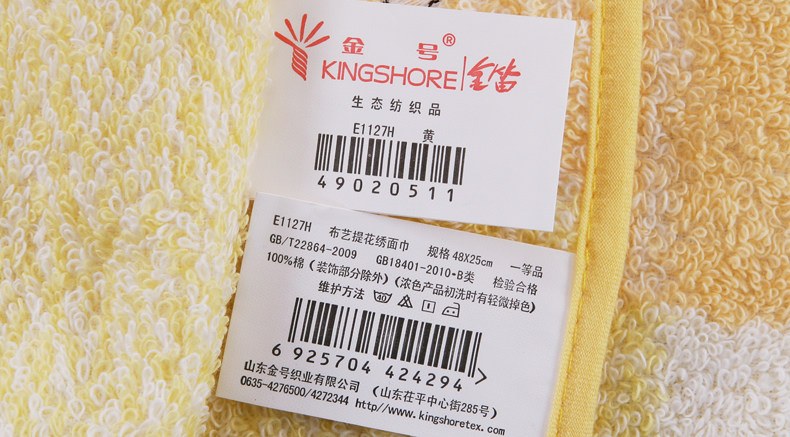 金 号®
KINGSHORE 金笛
生态纺织品
E1127H 黄
49020511
E1127H 布艺提花绣面巾 规格 48X25cm 一等品
GB/T22864-2009 GB18401-2010·B类 检验合格
100%棉（装饰部分除外）（浓色产品初洗时有轻微掉色）
维护方法 40
6 925704 424294 >
山东金号织业有限公司 （山东茌平中心街285号）
0635-4276500/4272344 http//www.kingshoretex.com.